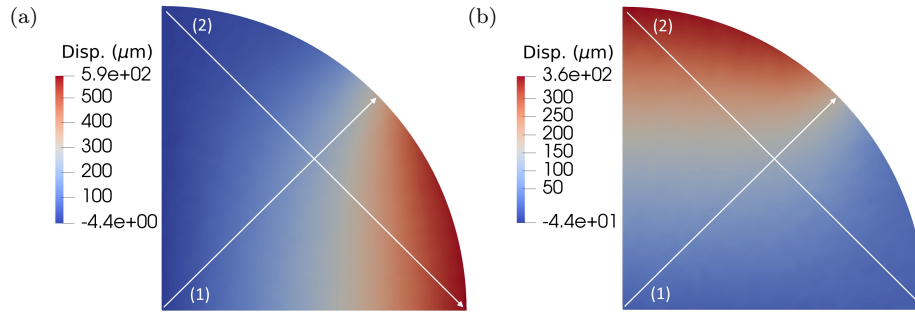 (a)
Disp. (μm)
5.9e+02
500
400
300
200
100
-4.4e+00
(2)
(1)
(b)
Disp. (μm)
3.6e+02
300
250
200
150
50
-4.4e+01
(2)
(1)